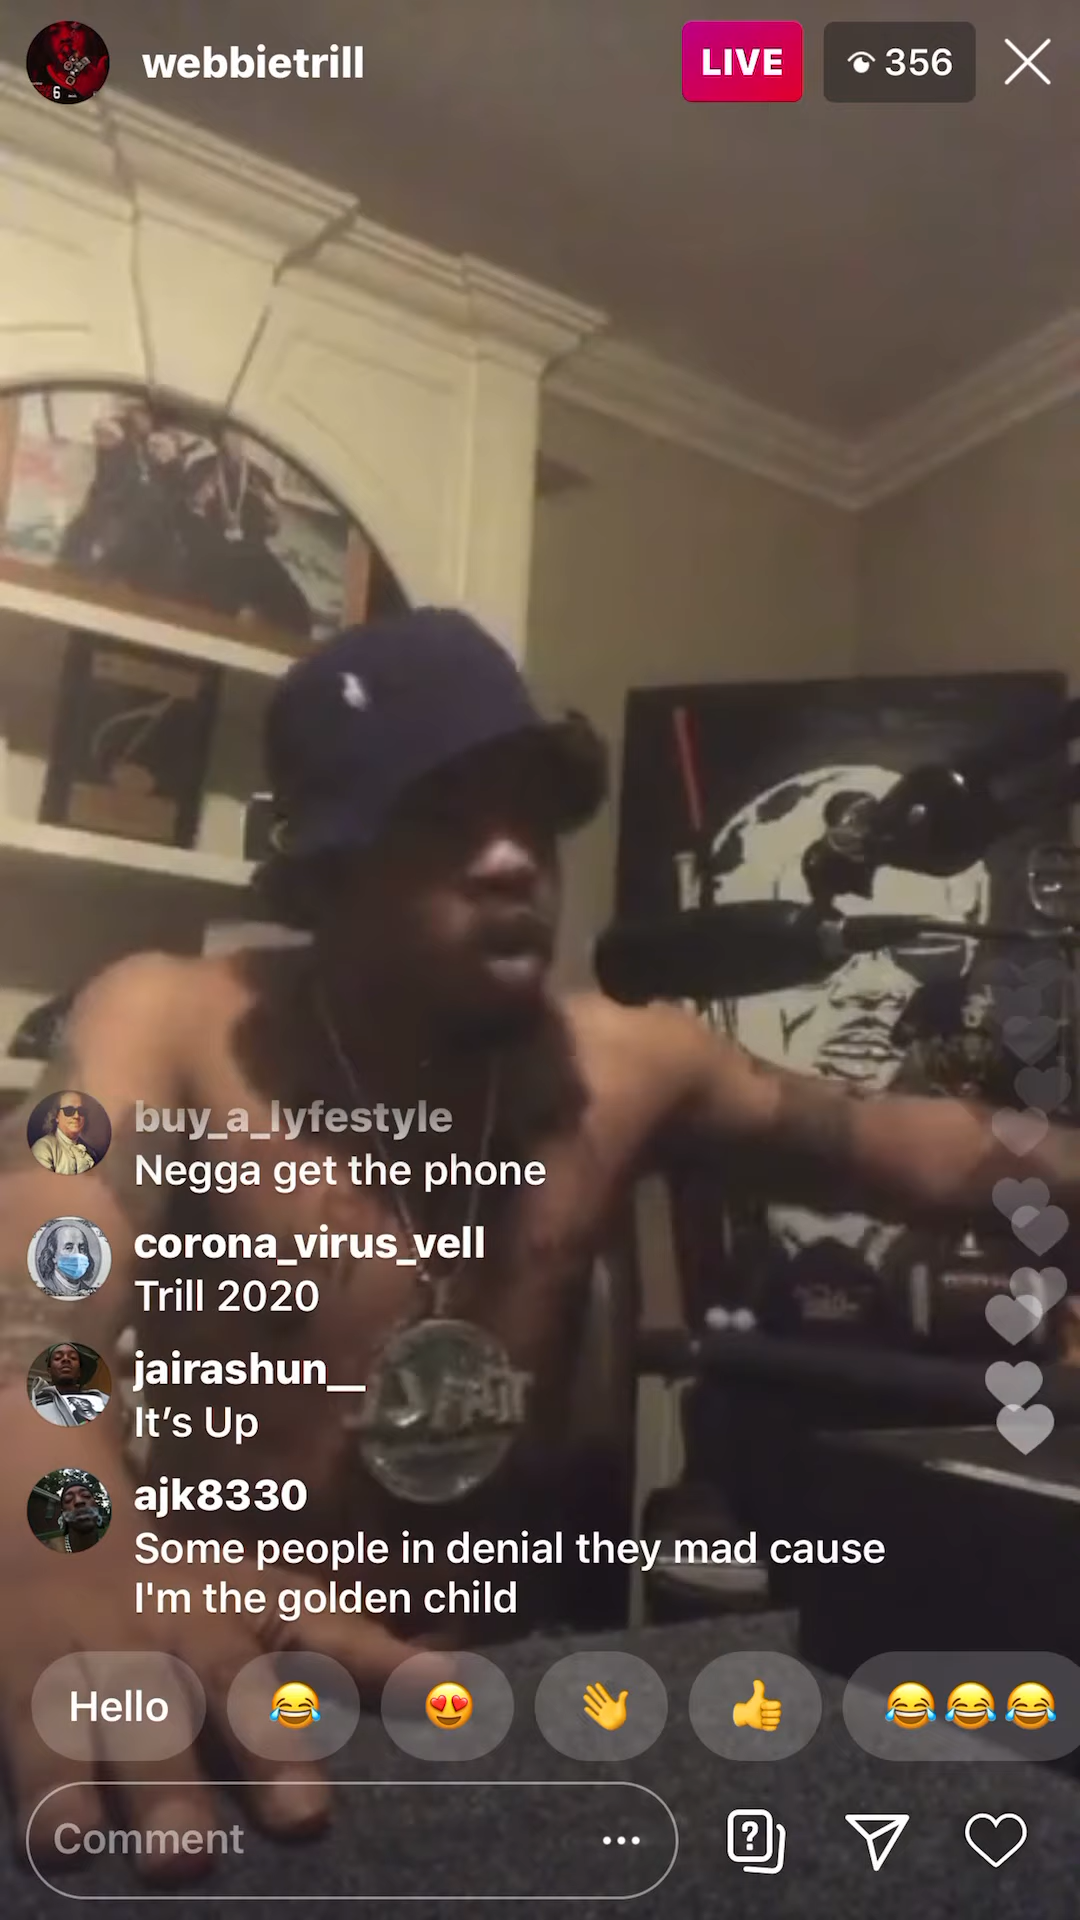 webbietrill
LIVE
356
buy_a_lyfestyle
Negga get the phone
corona_virus_vell
Trill 2020
jairashun__
It's Up
ajk8330
Some people in denial they mad cause
I'm the golden child
Hello
Comment